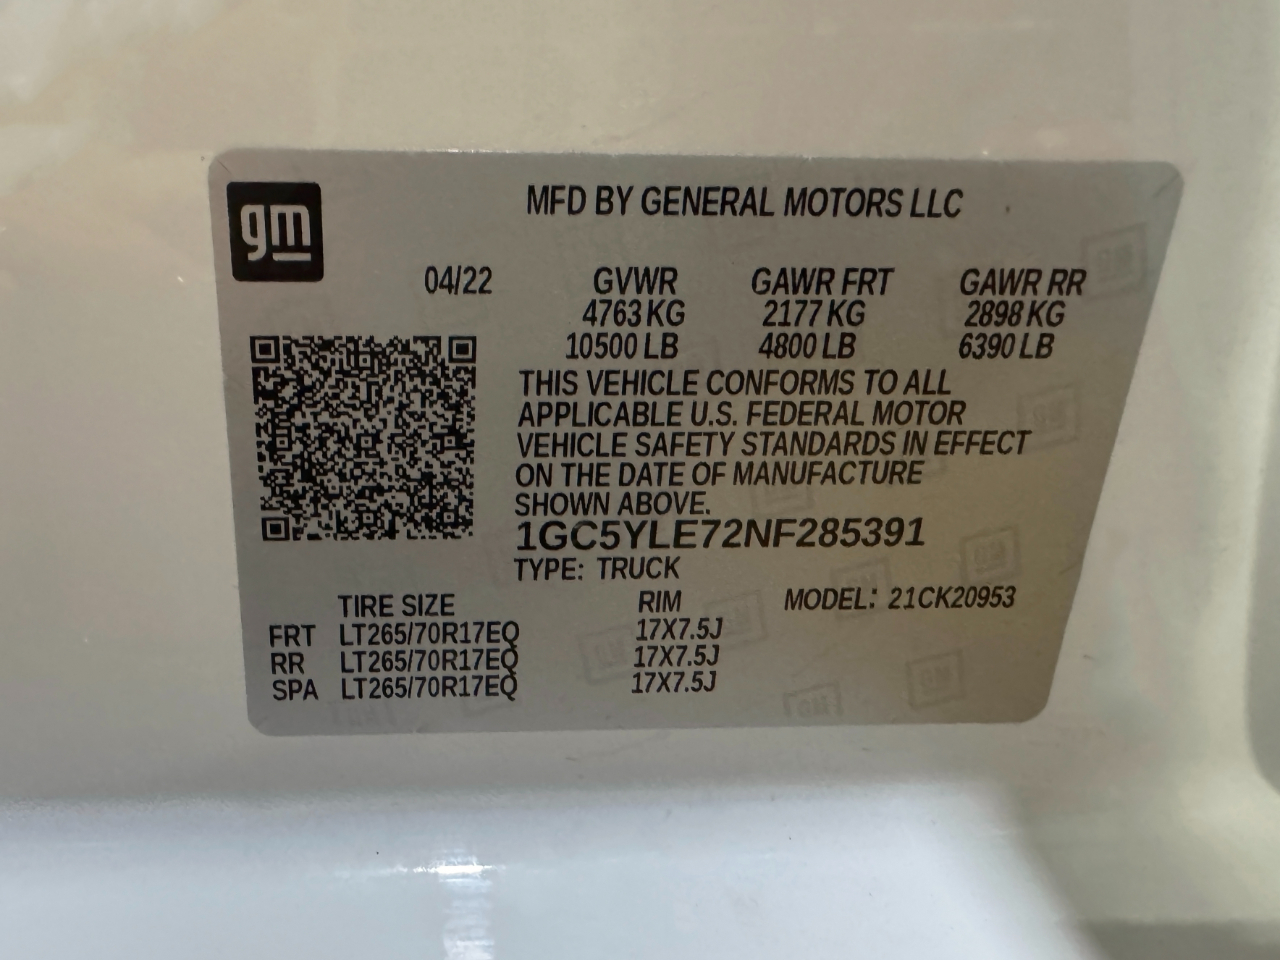 gm
MFD BY GENERAL MOTORS LLC
04/22 GVWR GAWR FRT GAWR RR
4763 KG 2177 KG 2898 KG
10500 LB 4800 LB 6390 LB
THIS VEHICLE CONFORMS TO ALL
APPLICABLE U.S. FEDERAL MOTOR
VEHICLE SAFETY STANDARDS IN EFFECT
ON THE DATE OF MANUFACTURE
SHOWN ABOVE.
1GC5YLE72NF285391
TYPE: TRUCK
TIRE SIZE RIM MODEL: 21CK20953
FRT LT265/70R17EQ 17X7.5J
RR LT265/70R17EQ 17X7.5J
SPA LT265/70R17EQ 17X7.5J